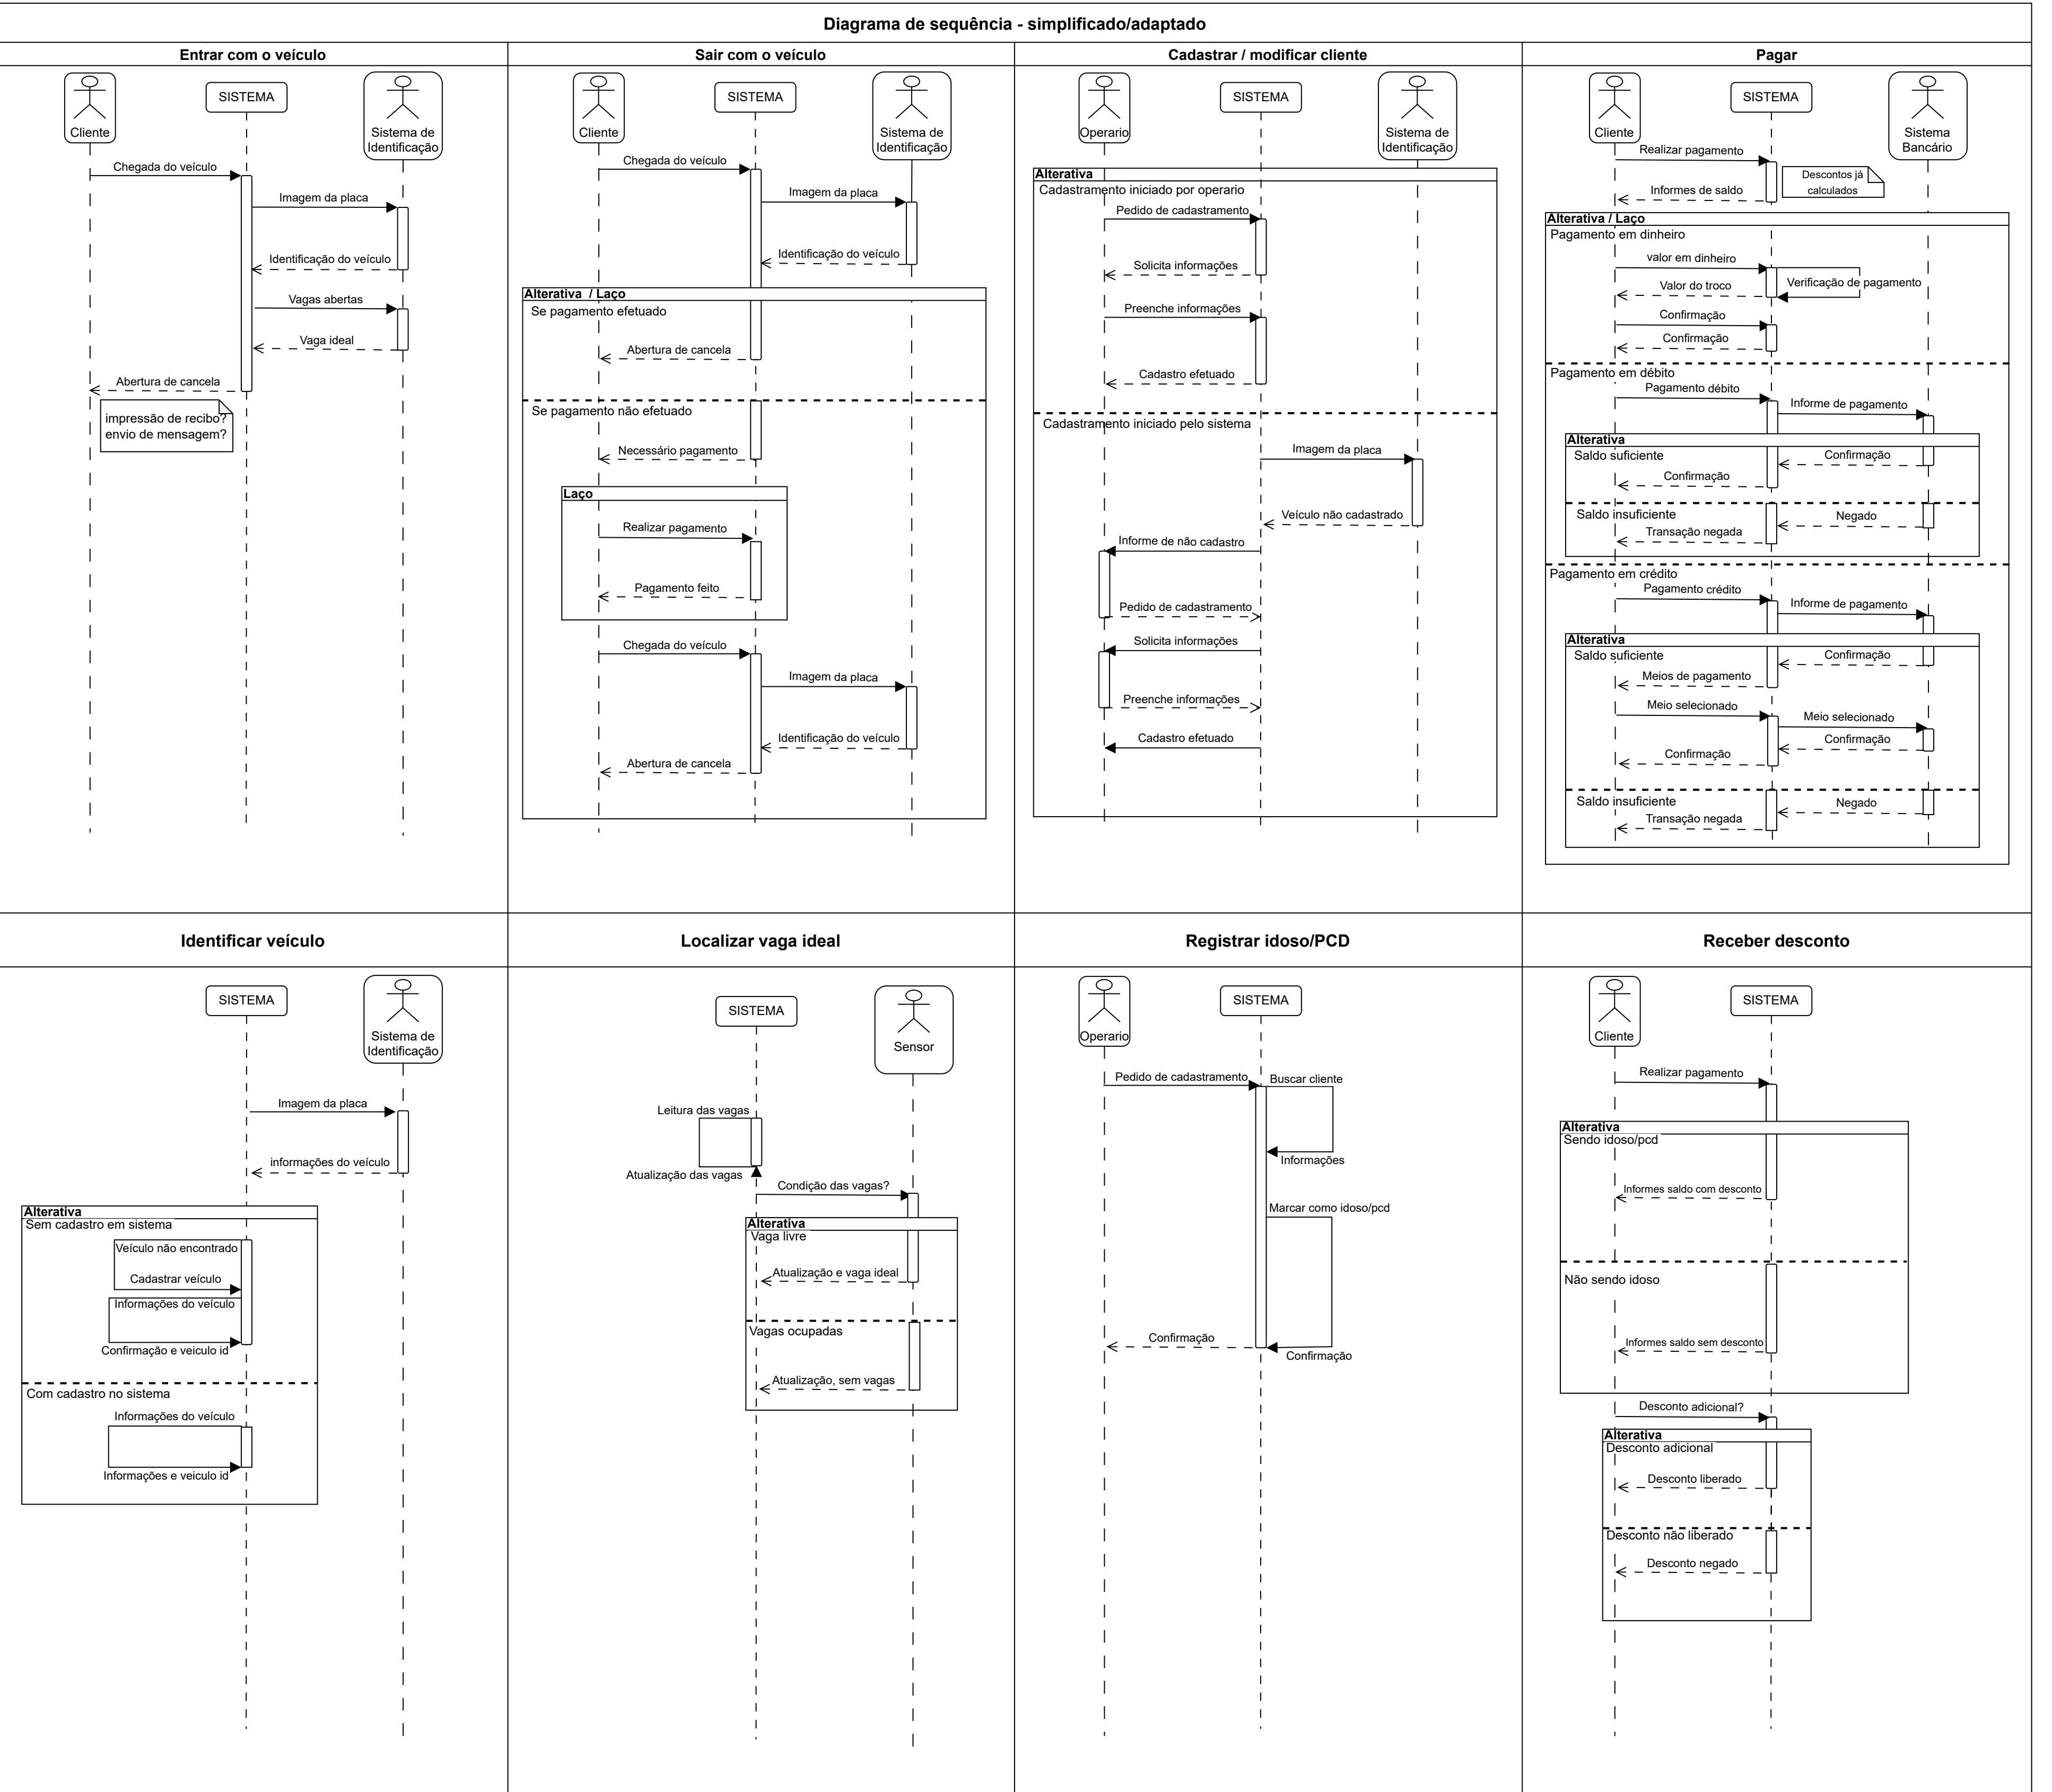 Diagrama de sequência - simplificado/adaptado
Entrar com o veículo
Cliente
SISTEMA
Sistema de
Identificação
Chegada do veículo
Imagem da placa
Identificação do veículo
Vagas abertas
Vaga ideal
Abertura de cancela
impressão de recibo?
envio de mensagem?
Sair com o veículo
Cliente
SISTEMA
Sistema de
Identificação
Chegada do veículo
Imagem da placa
Identificação do veículo
Alterativa / Laço
Se pagamento efetuado
Abertura de cancela
Se pagamento não efetuado
Necessário pagamento
Laço
Realizar pagamento
Pagamento feito
Chegada do veículo
Imagem da placa
Identificação do veículo
Abertura de cancela
Cadastrar / modificar cliente
Operario
SISTEMA
Sistema de
Identificação
Alterativa
Cadastramento iniciado por operario
Pedido de cadastramento
Solicita informações
Preenche informações
Cadastro efetuado
Cadastramento iniciado pelo sistema
Imagem da placa
Veículo não cadastrado
Informe de não cadastro
Pedido de cadastramento
Solicita informações
Preenche informações
Cadastro efetuado
Pagar
Cliente
SISTEMA
Sistema
Bancário
Realizar pagamento
Descontos já
calculados
Informes de saldo
Alterativa / Laço
Pagamento em dinheiro
valor em dinheiro
Verificação de pagamento
Valor do troco
Confirmação
Confirmação
Pagamento em débito
Pagamento débito
Informe de pagamento
Alterativa
Saldo suficiente
Confirmação
Confirmação
Saldo insuficiente
Negado
Transação negada
Pagamento em crédito
Pagamento crédito
Informe de pagamento
Alterativa
Saldo suficiente
Confirmação
Meios de pagamento
Meio selecionado
Meio selecionado
Confirmação
Confirmação
Saldo insuficiente
Negado
Transação negada
Identificar veículo
SISTEMA
Sistema de
Identificação
Imagem da placa
informações do veículo
Alterativa
Sem cadastro em sistema
Veículo não encontrado
Cadastrar veículo
Informações do veículo
Confirmação e veiculo id
Com cadastro no sistema
Informações do veículo
Informações e veiculo id
Localizar vaga ideal
SISTEMA
Sensor
Leitura das vagas
Atualização das vagas
Condição das vagas?
Alterativa
Vaga livre
Atualização e vaga ideal
Vagas ocupadas
Atualização, sem vagas
Registrar idoso/PCD
Operario
SISTEMA
Pedido de cadastramento
Buscar cliente
Informações
Marcar como idoso/pcd
Confirmação
Confirmação
Receber desconto
Cliente
SISTEMA
Realizar pagamento
Alterativa
Sendo idoso/pcd
Informes saldo com desconto
Não sendo idoso
Informes saldo sem desconto
Desconto adicional?
Alterativa
Desconto adicional
Desconto liberado
Desconto não liberado
Desconto negado